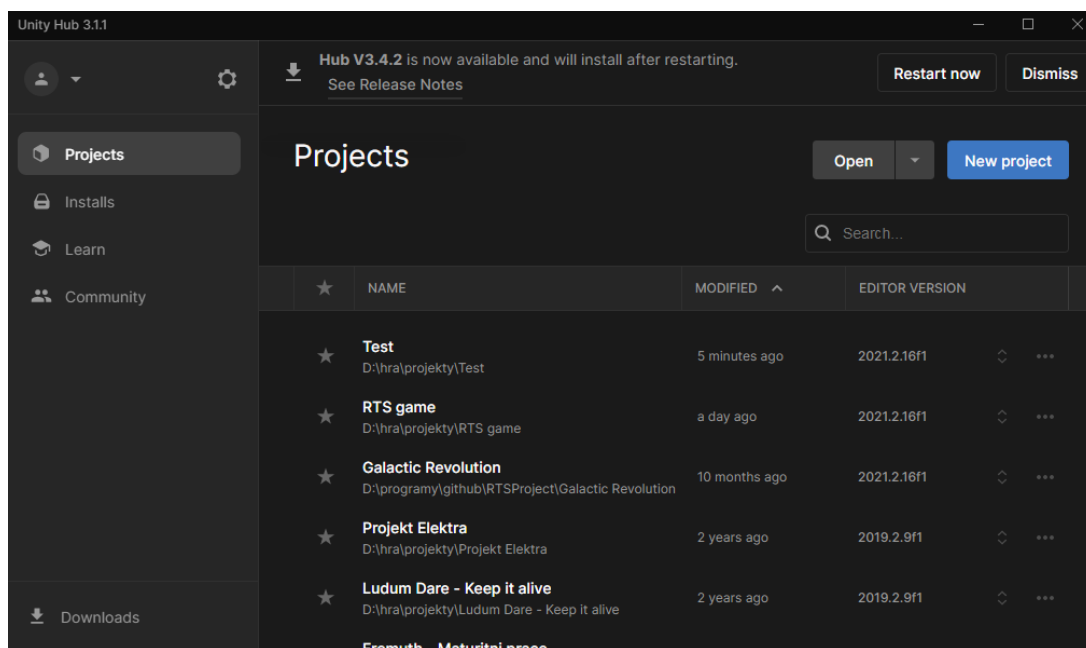 Unity Hub 3.1.1
Hub V3.4.2 is now available and will install after restarting.
See Release Notes
Restart now
Dismiss
Projects
Installs
Learn
Community
Downloads
Projects
Open
New project
Search...
NAME MODIFIED EDITOR VERSION
Test
D:\hra\projekty\Test
5 minutes ago
2021.2.16f1
RTS game
D:\hra\projekty\RTS game
a day ago
2021.2.16f1
Galactic Revolution
D:\programy\github\RTSProject\Galactic Revolution
10 months ago
2021.2.16f1
Projekt Elektra
D:\hra\projekty\Projekt Elektra
2 years ago
2019.2.9f1
Ludum Dare - Keep it alive
D:\hra\projekty\Ludum Dare - Keep it alive
2 years ago
2019.2.9f1